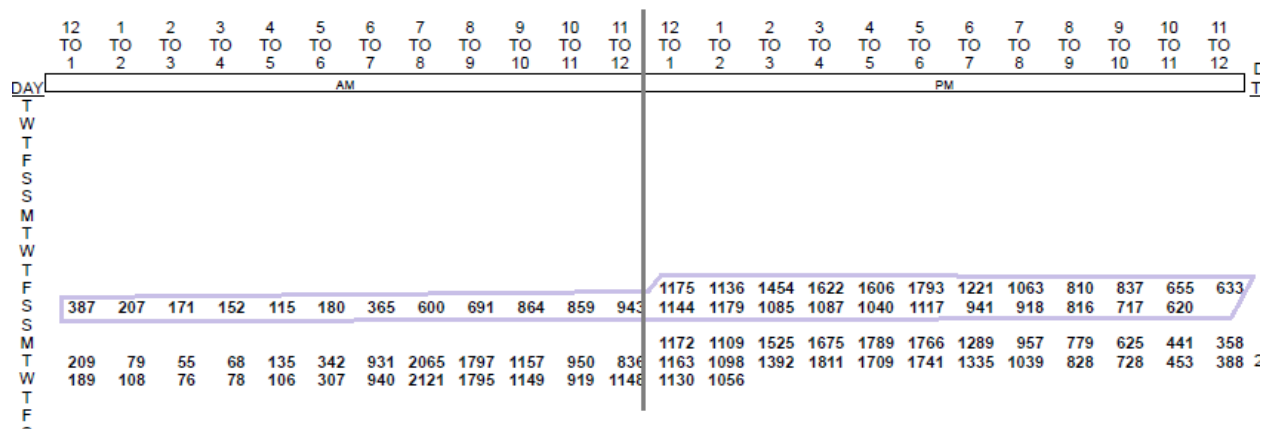 12 1 2 3 4 5 6 7 8 9 10 11 12 1 2 3 4 5 6 7 8 9 10 11
TO TO TO TO TO TO TO TO TO TO TO TO TO TO TO TO TO TO TO TO TO TO TO TO
1 2 3 4 5 6 7 8 9 10 11 12 1 2 3 4 5 6 7 8 9 10 11 12
DAY AM PM
T
W
T
F
S
S
M
T
W
T
F 1175 1136 1454 1622 1606 1793 1221 1063 810 837 655 633
S 387 207 171 152 115 180 365 600 691 864 859 943 1144 1179 1085 1087 1040 1117 941 918 816 717 620
S
M 1172 1109 1525 1675 1789 1766 1289 957 779 625 441 358
T 209 79 55 68 135 342 931 2065 1797 1157 950 836 1163 1098 1392 1811 1709 1741 1335 1039 828 728 453 388 2
W 189 108 76 78 106 307 940 2121 1795 1149 919 1148 1130 1056
T
F